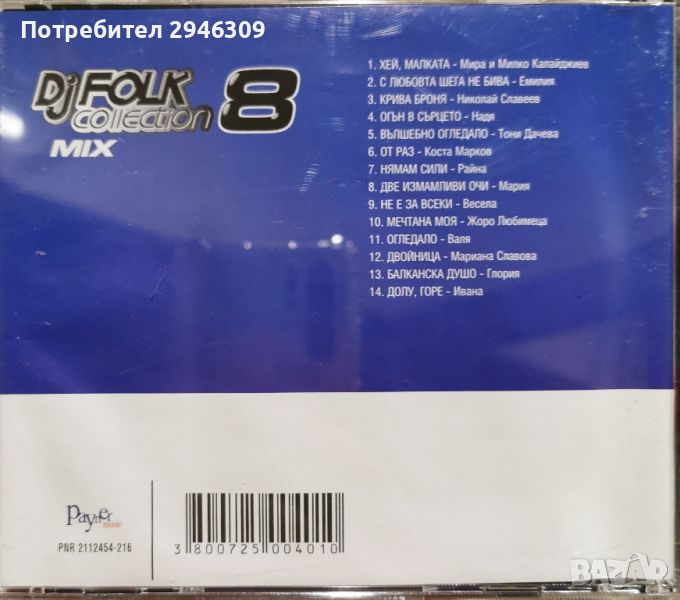 Потребител 2946309
Dj FOLK
collection 8
MIX
1. ХЕЙ, МАЛКАТА - Мира и Милко Калайджиев
2. С ЛЮБОВТА ШЕГА НЕ БИВА - Емилия
3. КРИВА БРОНЯ - Николай Славеев
4. ОГЪН В СЪРЦЕТО - Надя
5. ВЪЛШЕБНО ОГЛЕДАЛО - Тони Дачева
6. ОТ РАЗ - Коста Марков
7. НЯМАМ СИЛИ - Райна
8. ДВЕ ИЗМАМЛИВИ ОЧИ - Мария
9. НЕ Е ЗА ВСЕКИ - Весела
10. МЕЧТАНА МОЯ - Жоро Любимеца
11. ОГЛЕДАЛО - Валя
12. ДВОЙНИЦА - Мариана Славова
13. БАЛКАНСКА ДУШО - Глория
14. ДОЛУ, ГОРЕ - Ивана
Payner
music
PNR 2112454-216
3 800725 004010
BAZAR